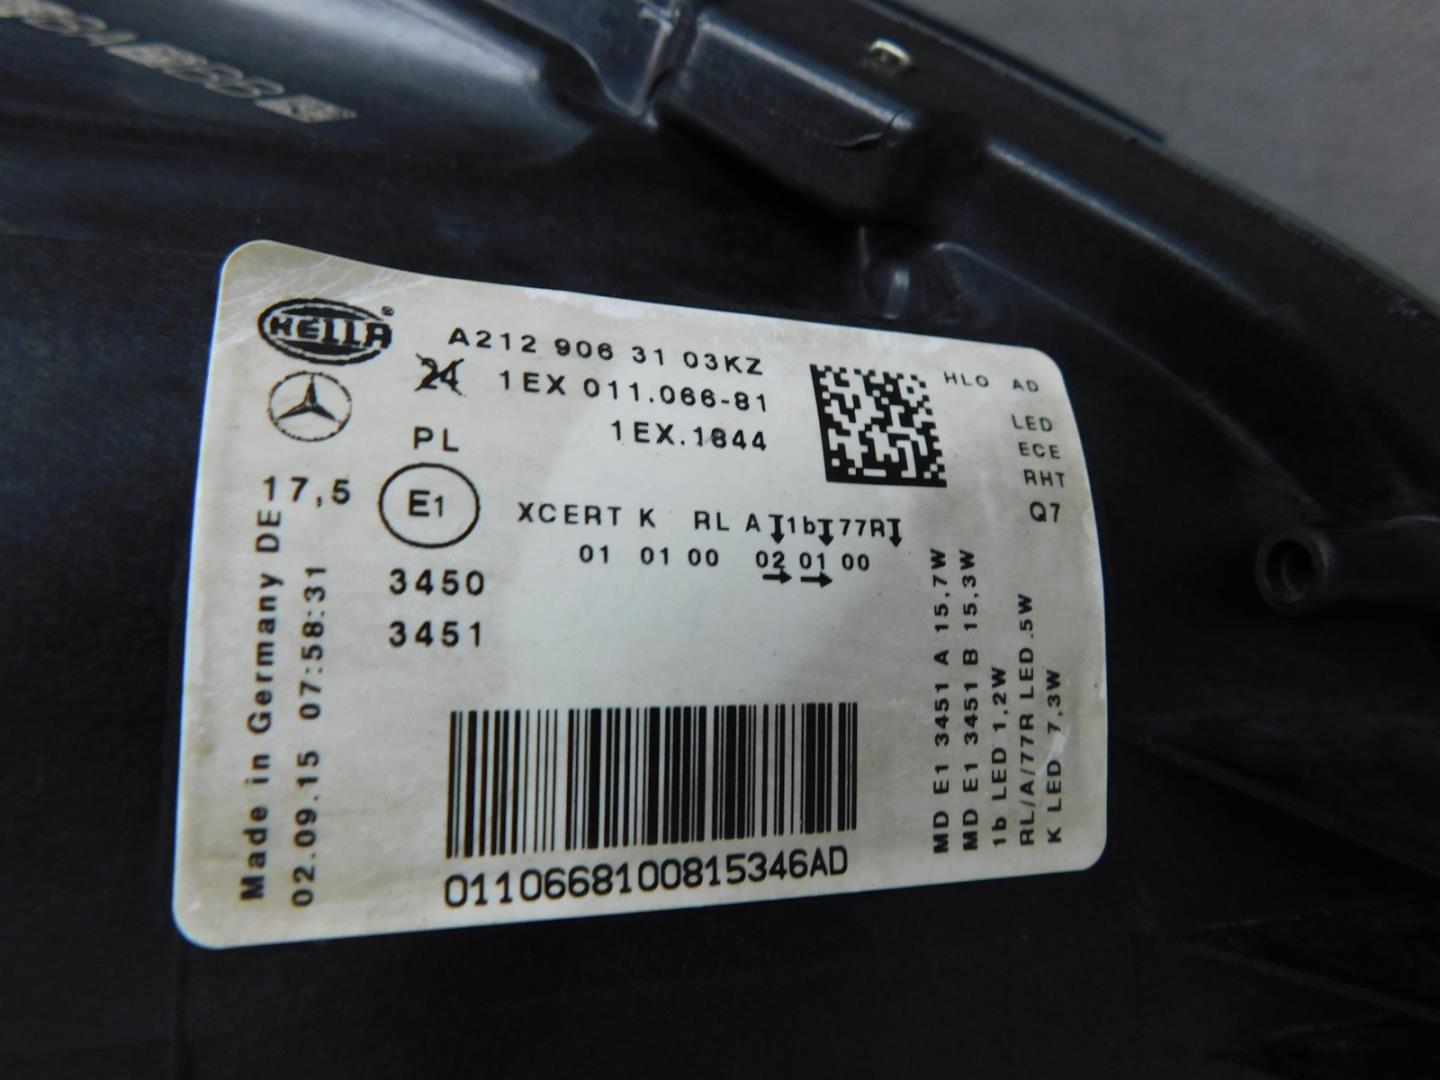 HELLA®
A212 906 31 03KZ
24 1EX 011.066-81
1EX.1844
HLO AD
LED
ECE
RHT
Q7
PL
17,5
E1
XCERT K RL A 1b 77R
01 01 00 02 01 00
3450
3451
Made in Germany DE
02.09.15 07:58:31
MD E1 3451 A 15,7W
MD E1 3451 B 15,3W
1b LED 1,2W
RL/A/77R LED .5W
K LED 7,3W
0110668100815346AD